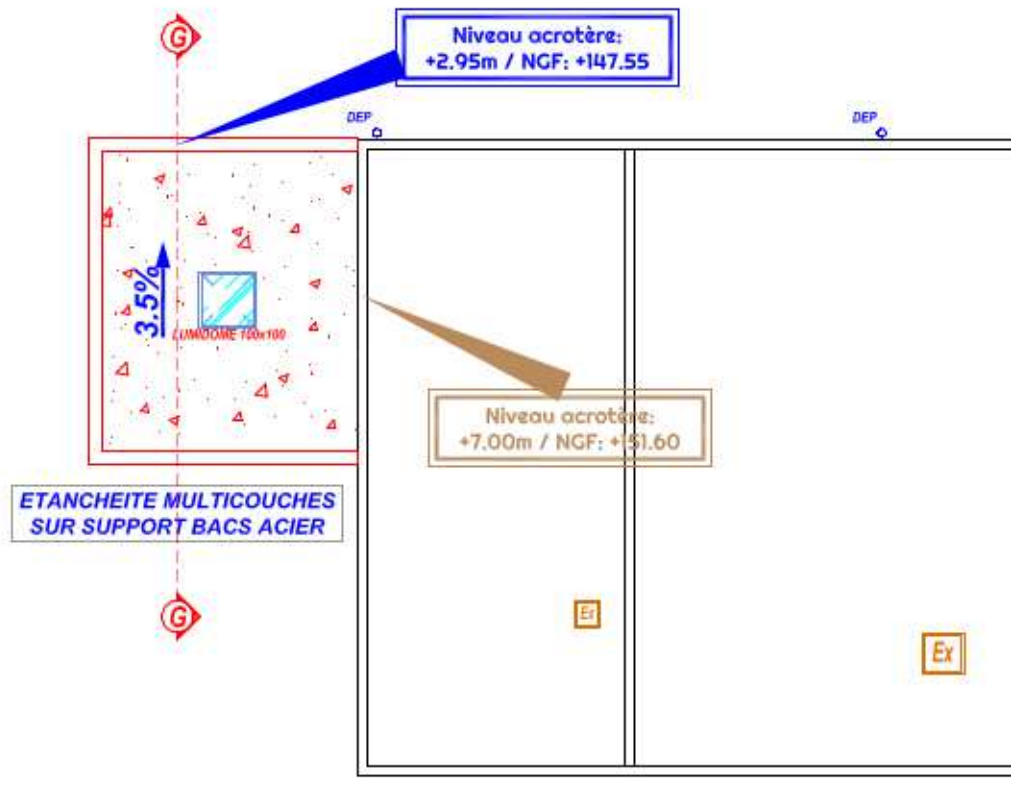 G
Niveau acrotère:
+2.95m / NGF: +147.55
DEP
DEP
3.5%
LUMIDOME 100x100
Niveau acrotère:
+7.00m / NGF: +151.60
ETANCHEITE MULTICOUCHES
SUR SUPPORT BACS ACIER
G
Ex
Ex